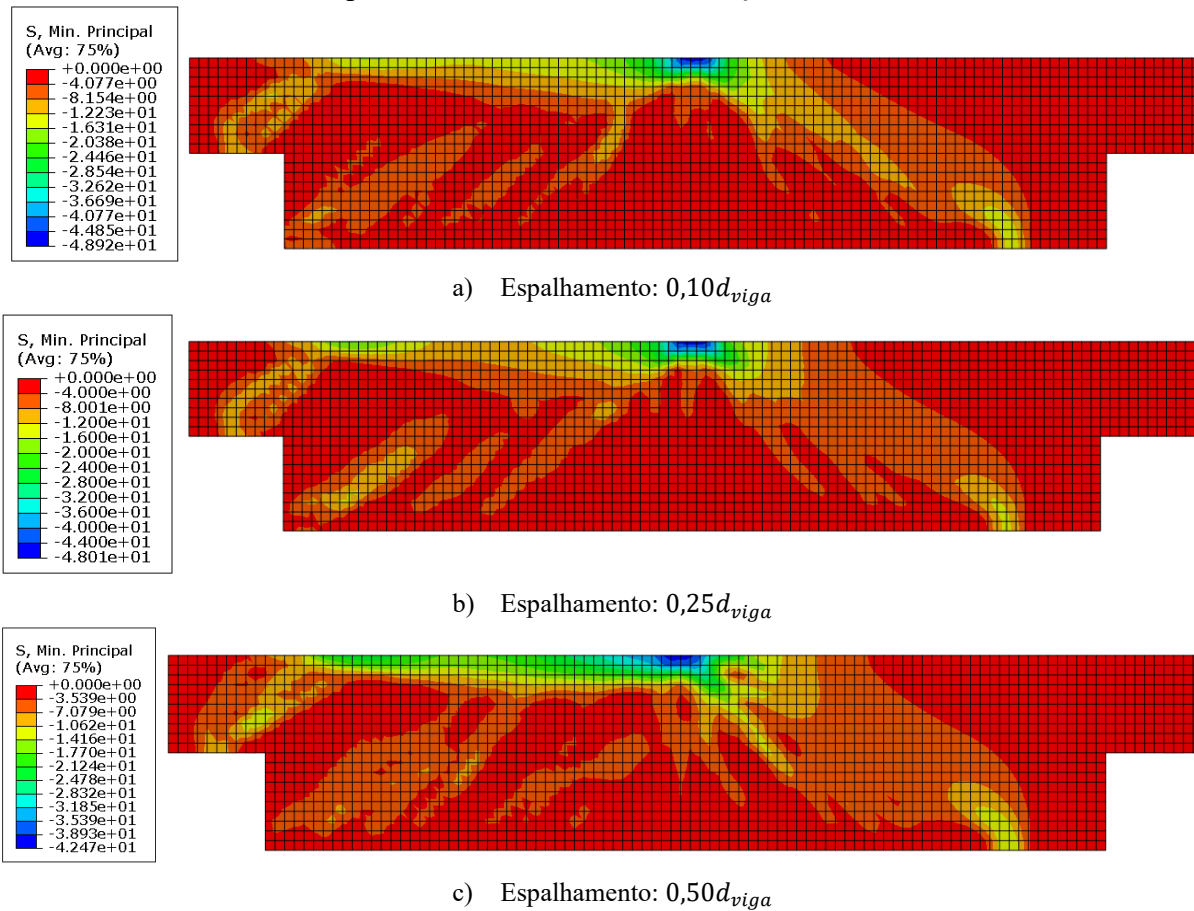 S, Min. Principal
(Avg: 75%)
+0.000e+00
-4.077e+00
-8.154e+00
-1.223e+01
-1.631e+01
-2.038e+01
-2.446e+01
-2.854e+01
-3.262e+01
-3.669e+01
-4.077e+01
-4.485e+01
-4.892e+01
a) Espalhamento: 0,10d_viga
S, Min. Principal
(Avg: 75%)
+0.000e+00
-4.000e+00
-8.001e+00
-1.200e+01
-1.600e+01
-2.000e+01
-2.400e+01
-2.800e+01
-3.200e+01
-3.600e+01
-4.000e+01
-4.400e+01
-4.801e+01
b) Espalhamento: 0,25d_viga
S, Min. Principal
(Avg: 75%)
+0.000e+00
-3.539e+00
-7.079e+00
-1.062e+01
-1.416e+01
-1.770e+01
-2.124e+01
-2.478e+01
-2.832e+01
-3.185e+01
-3.539e+01
-3.893e+01
-4.247e+01
c) Espalhamento: 0,50d_viga